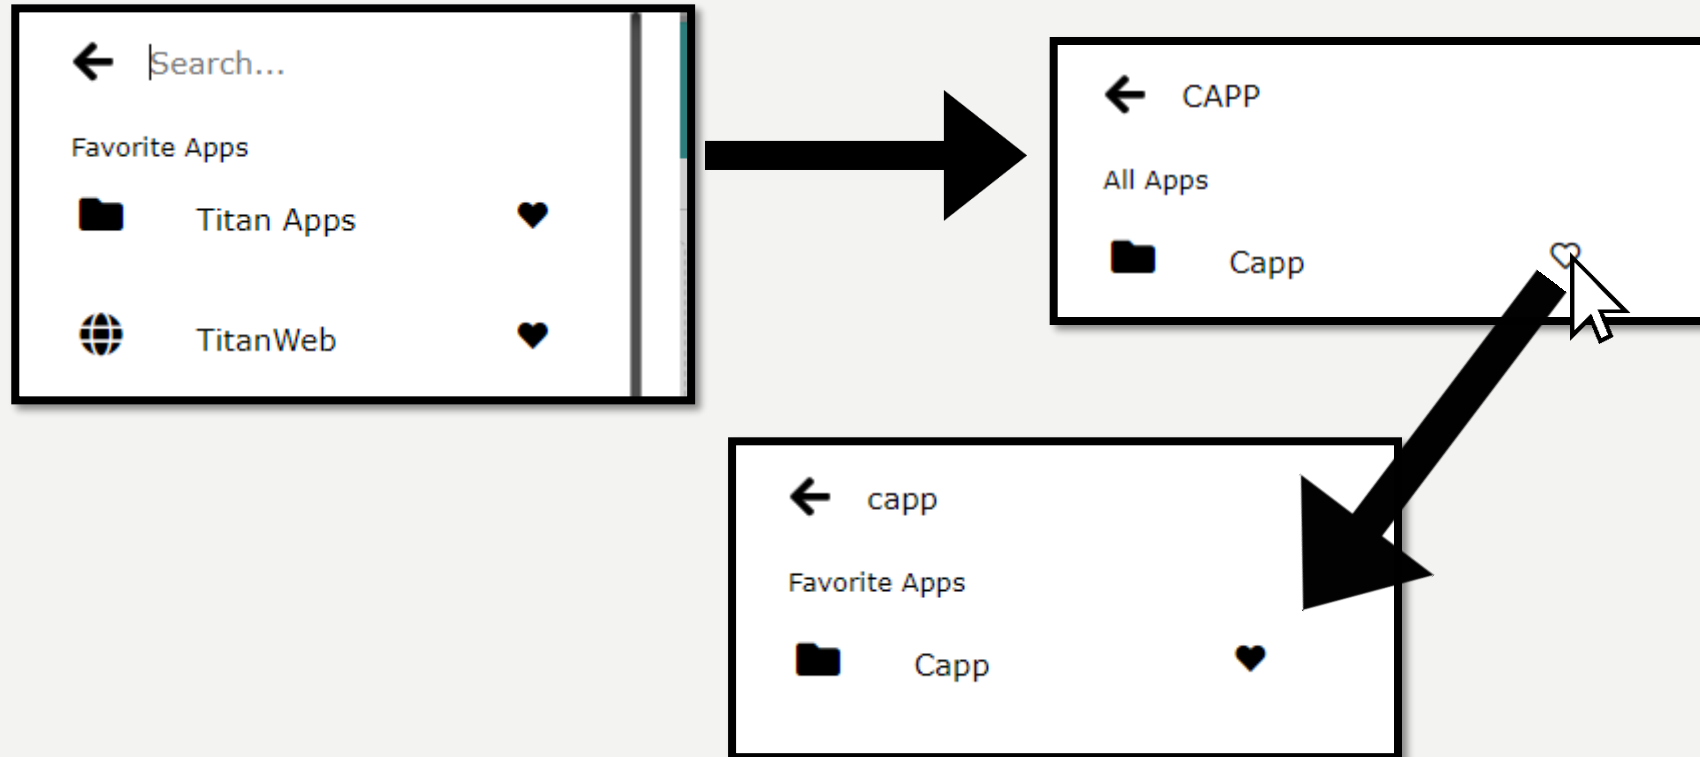 Search...
Favorite Apps
Titan Apps
TitanWeb
CAPP
All Apps
Capp
capp
Favorite Apps
Capp